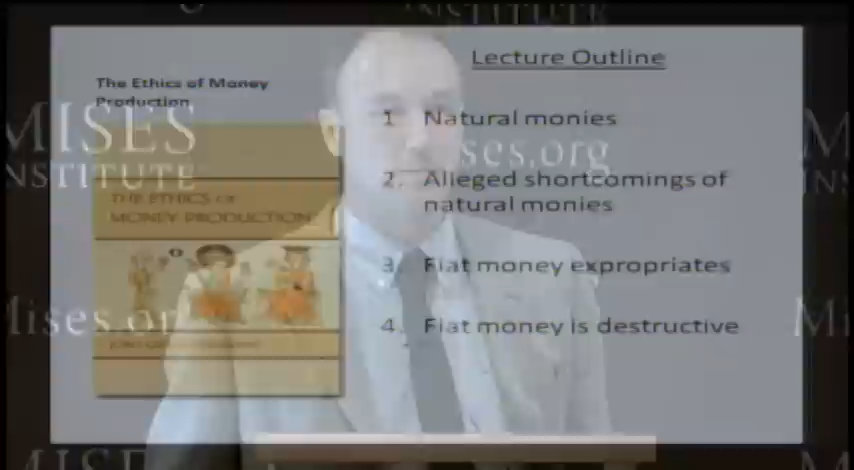 MISES
INSTITUTE
Mises.org
Lecture Outline
The Ethics of Money
Production
1. Natural monies
2. Alleged shortcomings of
natural monies
3. Fiat money expropriates
4. Fiat money is destructive
THE ETHICS OF
MONEY PRODUCTION